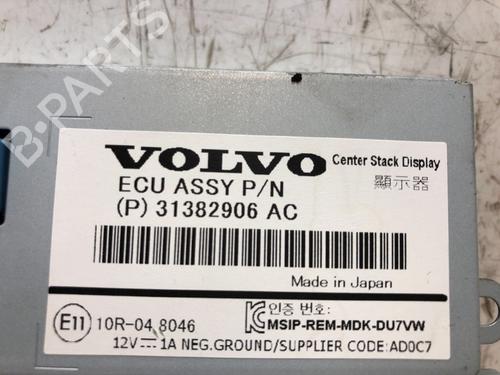 B-PARTS
VOLVO Center Stack Display
ECU ASSY P/N 顯示器
(P) 31382906 AC
Made in Japan
E11 10R-04 8046 인증 번호:
MSIP-REM-MDK-DU7VW
12V⎓1A NEG.GROUND/SUPPLIER CODE:AD0C7